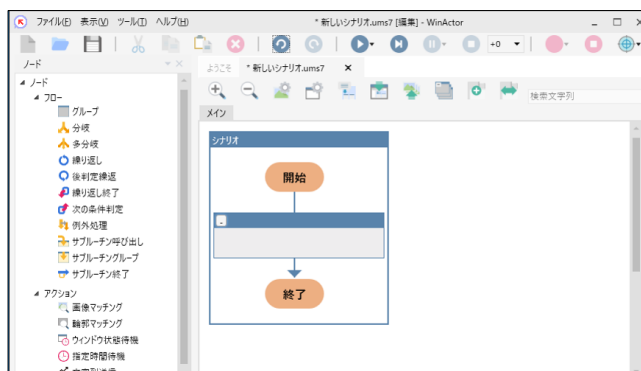 ファイル(F) 表示(V) ツール(T) ヘルプ(H) * 新しいシナリオ.ums7 [編集] - WinActor
+0
ノード
ようこそ * 新しいシナリオ.ums7
検索文字列
メイン
ノード
フロー
グループ
分岐
多分岐
繰り返し
後判定繰返
繰り返し終了
次の条件判定
例外処理
サブルーチン呼び出し
サブルーチングループ
サブルーチン終了
アクション
画像マッチング
輪郭マッチング
ウィンドウ状態待機
指定時間待機
シナリオ
開始
終了